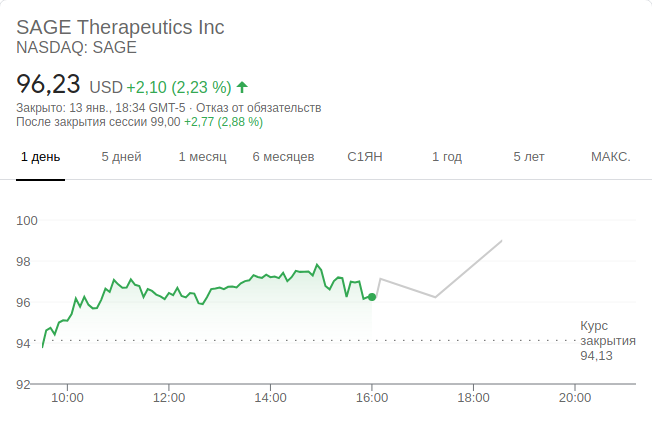 SAGE Therapeutics Inc
NASDAQ: SAGE
96,23 USD +2,10 (2,23 %)
Закрыто: 13 янв., 18:34 GMT-5 · Отказ от обязательств
После закрытия сессии 99,00 +2,77 (2,88 %)
1 день 5 дней 1 месяц 6 месяцев С1ЯН 1 год 5 лет МАКС.
100
98
96
94
92
Курс
закрытия
94,13
10:00 12:00 14:00 16:00 18:00 20:00